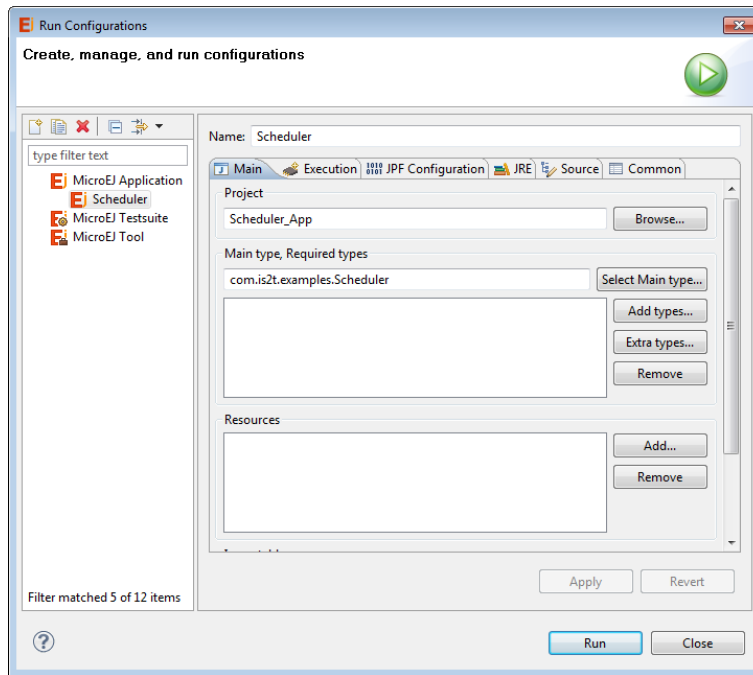 Run Configurations
Create, manage, and run configurations
type filter text
MicroEJ Application
Scheduler
MicroEJ Testsuite
MicroEJ Tool
Filter matched 5 of 12 items
Name: Scheduler
Main Execution JPF Configuration JRE Source Common
Project
Scheduler_App Browse...
Main type, Required types
com.is2t.examples.Scheduler Select Main type...
Add types...
Extra types...
Remove
Resources
Add...
Remove
Apply Revert
Run Close